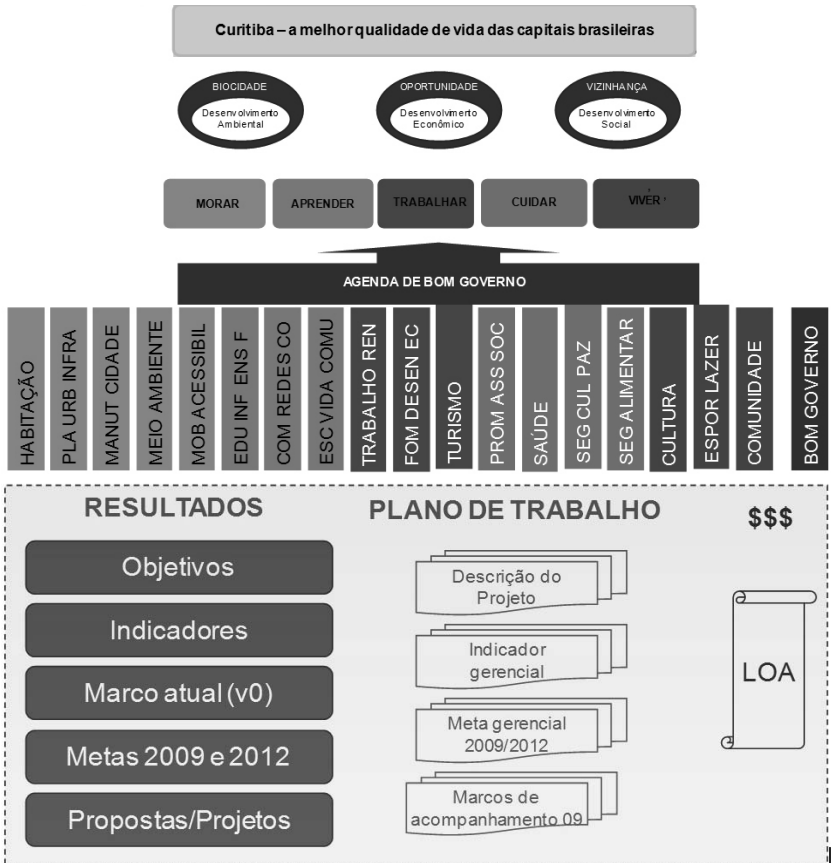 Curitiba – a melhor qualidade de vida das capitais brasileiras
BIOCIDADE
Desenvolvimento
Ambiental
OPORTUNIDADE
Desenvolvimento
Econômico
VIZINHANÇA
Desenvolvimento
Social
MORAR
APRENDER
TRABALHAR
CUIDAR
VIVER
AGENDA DE BOM GOVERNO
HABITAÇÃO
PLA URB INFRA
MANUT CIDADE
MEIO AMBIENTE
MOB ACESSIBIL
EDU INF ENS F
COM REDES CO
ESC VIDA COMU
TRABALHO REN
FOM DESEN EC
TURISMO
PROM ASS SOC
SAÚDE
SEG CUL PAZ
SEG ALIMENTAR
CULTURA
ESPOR LAZER
COMUNIDADE
BOM GOVERNO
RESULTADOS
Objetivos
Indicadores
Marco atual (v0)
Metas 2009 e 2012
Propostas/Projetos
PLANO DE TRABALHO
Descrição do
Projeto
Indicador
gerencial
Meta gerencial
2009/2012
Marcos de
acompanhamento 09
$$$
LOA